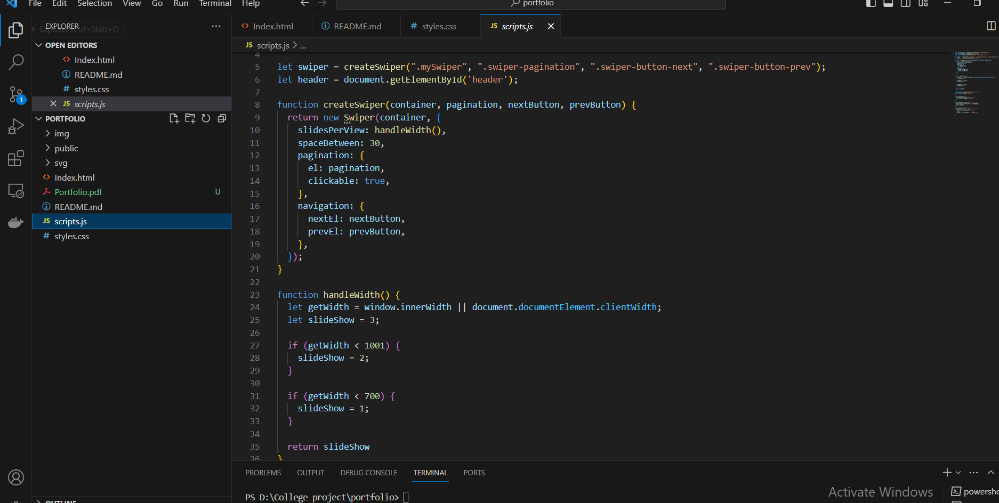 File Edit Selection View Go Run Terminal Help
portfolio
EXPLORER
Explorer (Ctrl+Shift+E)
OPEN EDITORS
Index.html
README.md
styles.css
JS scripts.js
PORTFOLIO
img
public
svg
Index.html
Portfolio.pdf U
README.md
JS scripts.js
styles.css
1
Index.html README.md # styles.css JS scripts.js
JS scripts.js > ...
4
5 let swiper = createSwiper(".mySwiper", ".swiper-pagination", ".swiper-button-next", ".swiper-button-prev");
6 let header = document.getElementById('header');
7
8 function createSwiper(container, pagination, nextButton, prevButton) {
9 return new Swiper(container, {
10 slidesPerView: handleWidth(),
11 spaceBetween: 30,
12 pagination: {
13 el: pagination,
14 clickable: true,
15 },
16 navigation: {
17 nextEl: nextButton,
18 prevEl: prevButton,
19 },
20 });
21 }
22
23 function handleWidth() {
24 let getWidth = window.innerWidth || document.documentElement.clientWidth;
25 let slideShow = 3;
26
27 if (getWidth < 1001) {
28 slideShow = 2;
29 }
30
31 if (getWidth < 700) {
32 slideShow = 1;
33 }
34
35 return slideShow
36 }
PROBLEMS OUTPUT DEBUG CONSOLE TERMINAL PORTS
PS D:\College project\portfolio>
Activate Windows
powershe
OUTLINE